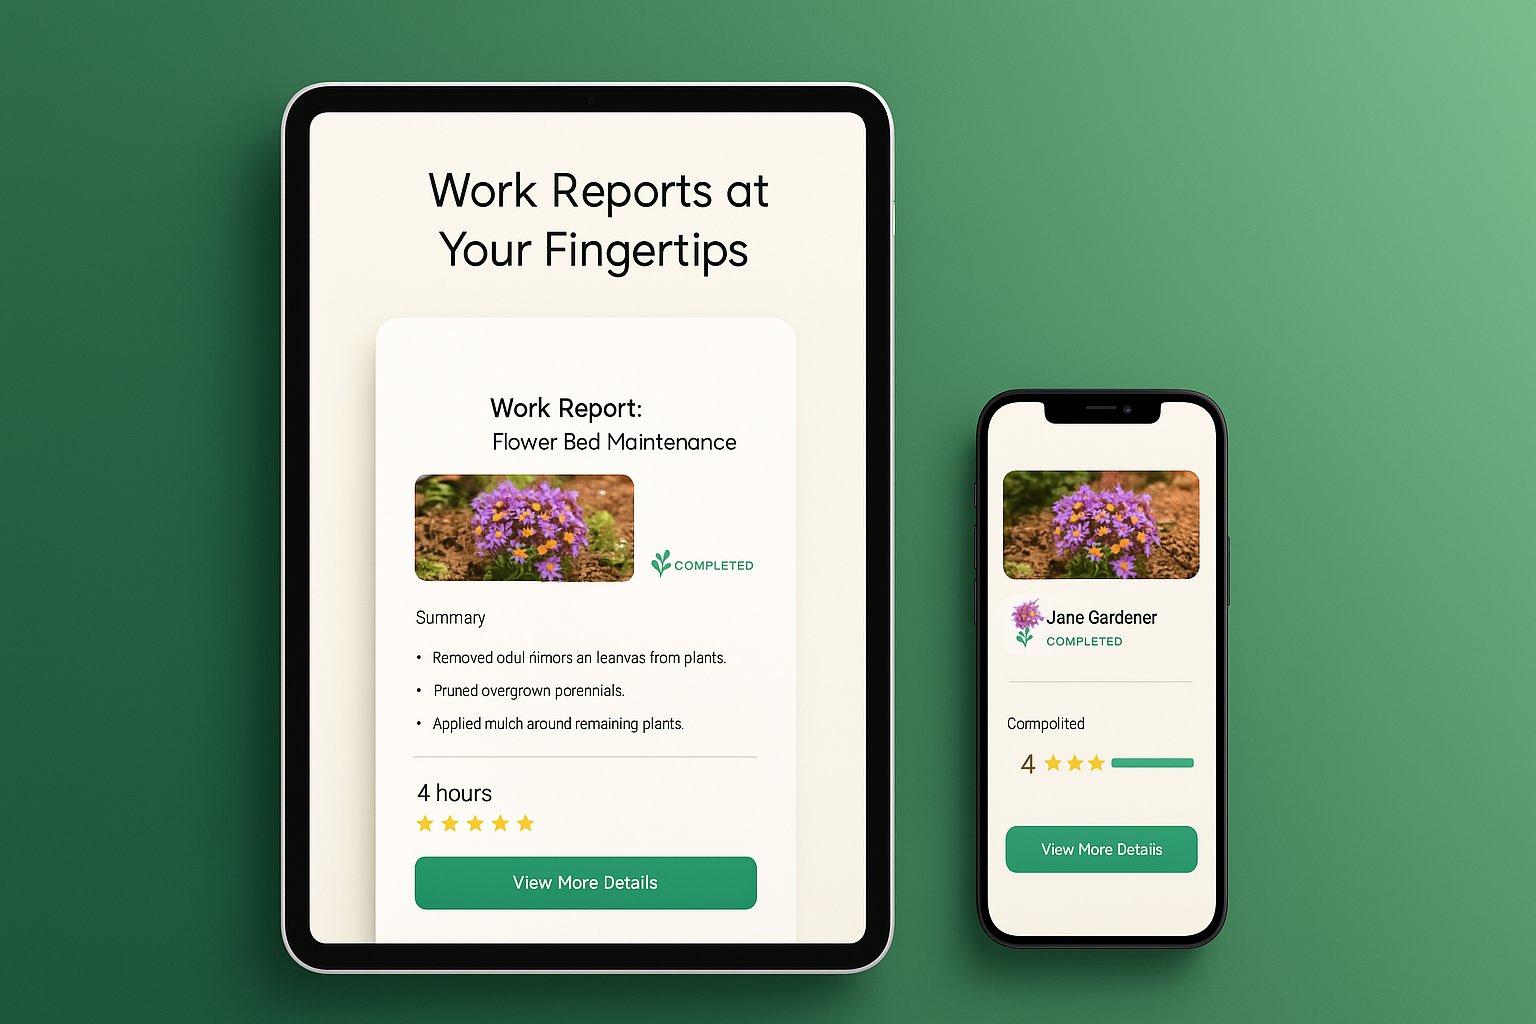 Work Reports at
Your Fingertips
Work Report:
Flower Bed Maintenance
COMPLETED
Summary
• Removed odul ŕimors an leanvas from plants.
• Pruned overgrown porennials.
• Applied mulch around remaining plants.
4 hours
View More Details
Jane Gardener
COMPLETED
Compolited
4
View More Detaiis